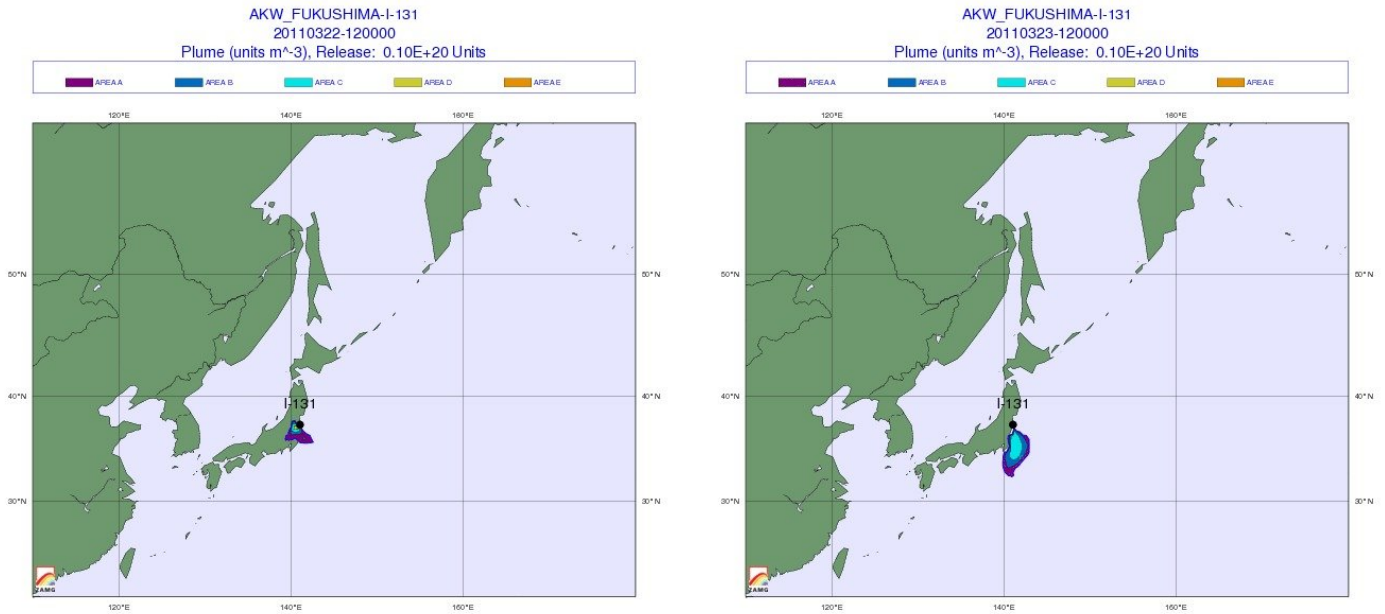 AKW_FUKUSHIMA-I-131
20110322-120000
Plume (units m^-3), Release: 0.10E+20 Units
AREA A AREA B AREA C AREA D AREA E
120°E 140°E 160°E
50°N 50°N
40°N 40°N
I-131
30°N 30°N
ZAMG
120°E 140°E 160°E
AKW_FUKUSHIMA-I-131
20110323-120000
Plume (units m^-3), Release: 0.10E+20 Units
AREA A AREA B AREA C AREA D AREA E
120°E 140°E 160°E
50°N 50°N
40°N 40°N
I-131
30°N 30°N
ZAMG
120°E 140°E 160°E